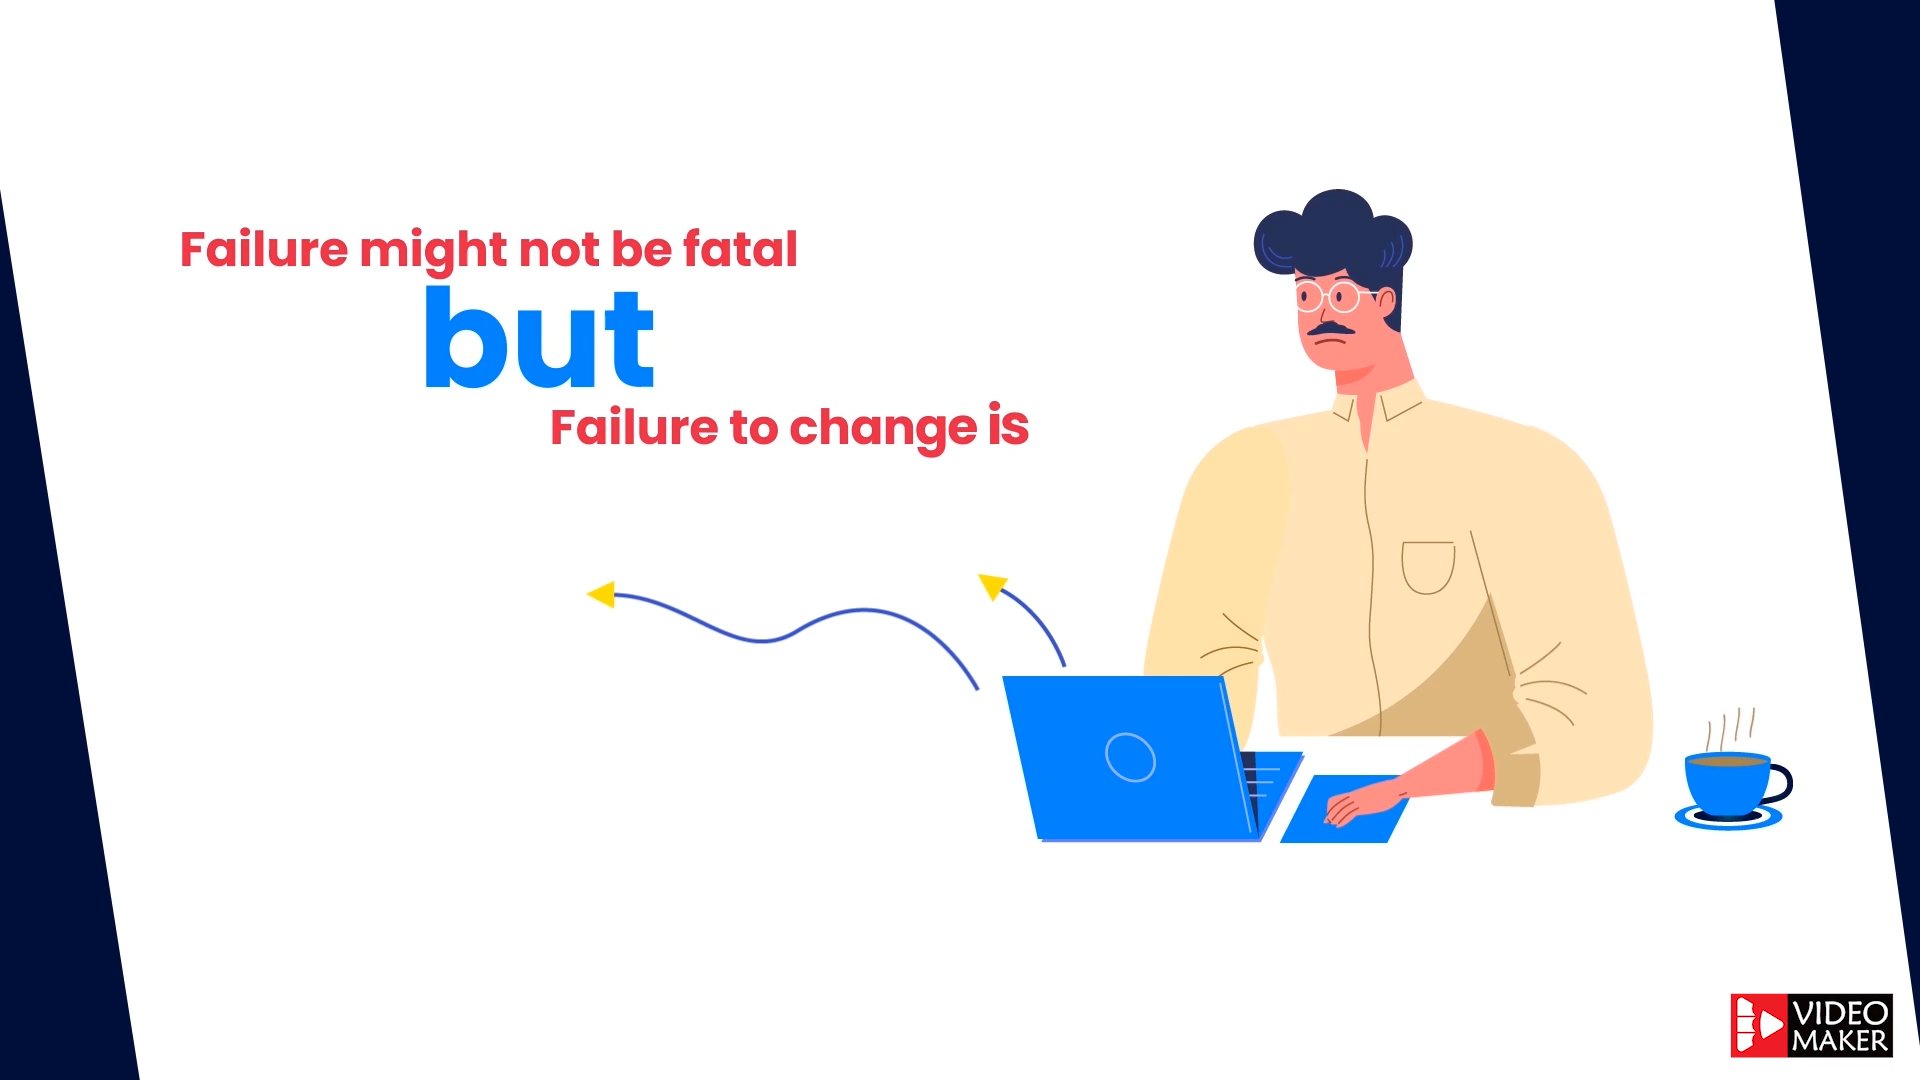 Failure might not be fatal
but
Failure to change is
VIDEO
MAKER